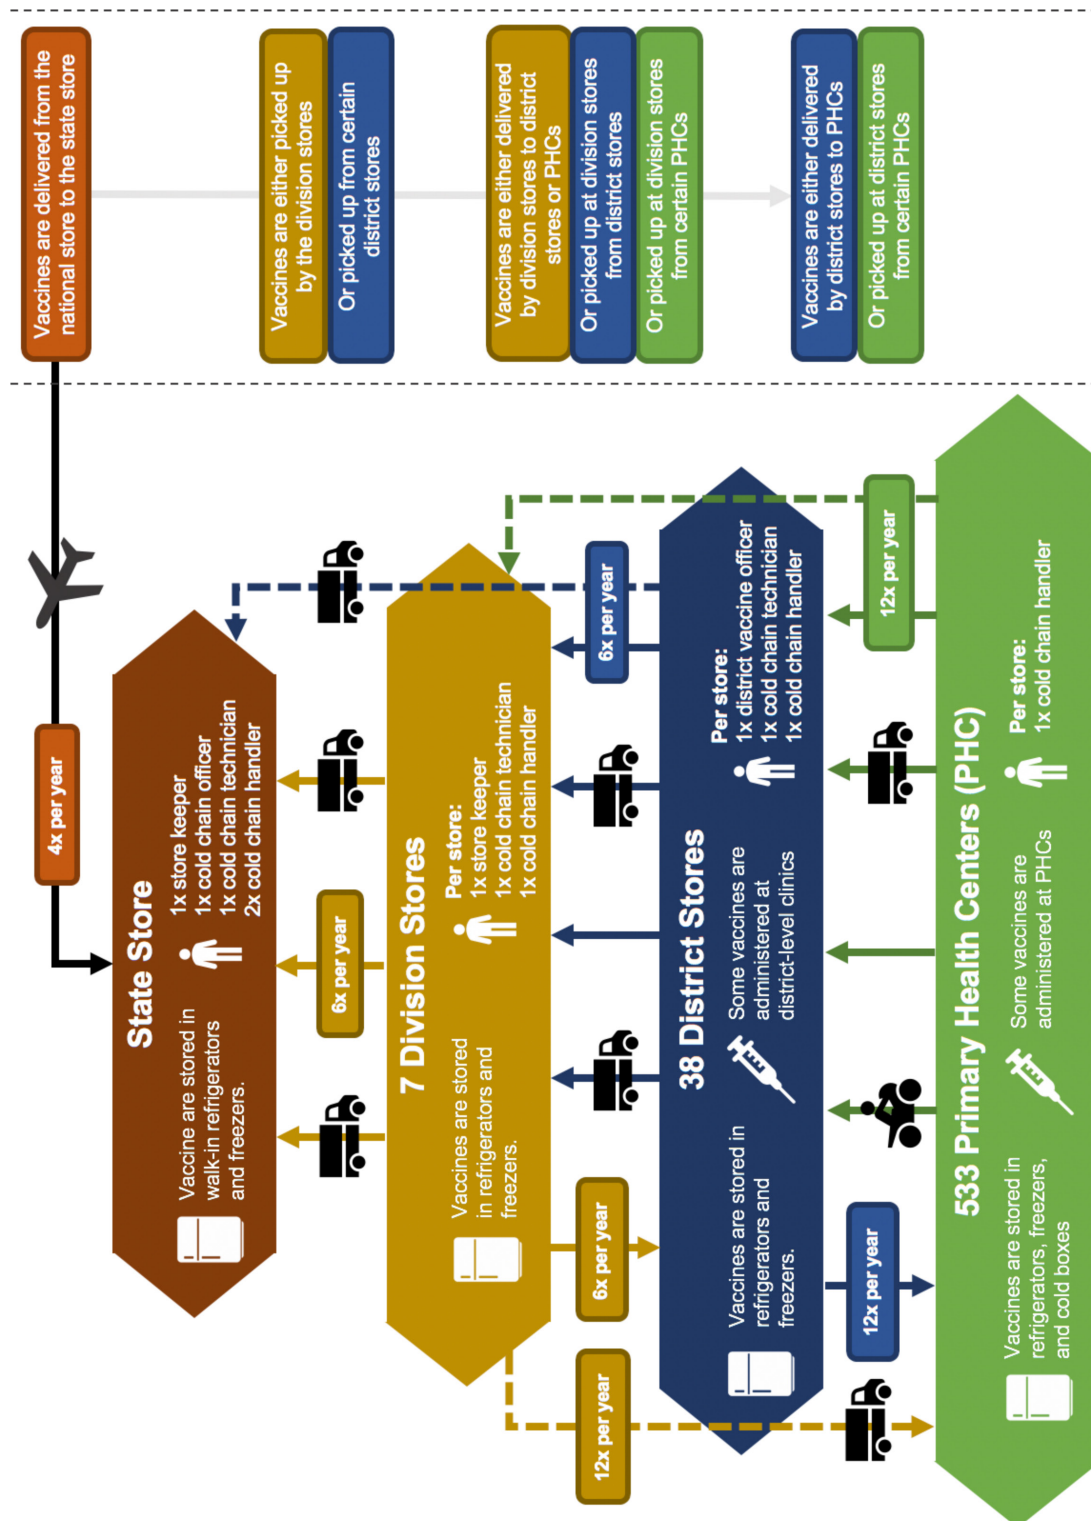 4x per year
Vaccines are delivered from the
national store to the state store
State Store
Vaccine are stored in
walk-in refrigerators
and freezers.
1x store keeper
1x cold chain officer
1x cold chain technician
2x cold chain handler
6x per year
Vaccines are either picked up
by the division stores
Or picked up from certain
district stores
7 Division Stores
Vaccines are stored
in refrigerators and
freezers.
Per store:
1x store keeper
1x cold chain technician
1x cold chain handler
12x per year
6x per year
6x per year
Vaccines are either delivered
by division stores to district
stores or PHCs
Or picked up at division stores
from district stores
Or picked up at division stores
from certain PHCs
38 District Stores
Vaccines are stored in
refrigerators and
freezers.
Some vaccines are
administered at
district-level clinics
Per store:
1x district vaccine officer
1x cold chain technician
1x cold chain handler
12x per year
12x per year
Vaccines are either delivered
by district stores to PHCs
Or picked up at district stores
from certain PHCs
533 Primary Health Centers (PHC)
Vaccines are stored in
refrigerators, freezers,
and cold boxes
Some vaccines are
administered at PHCs
Per store:
1x cold chain handler